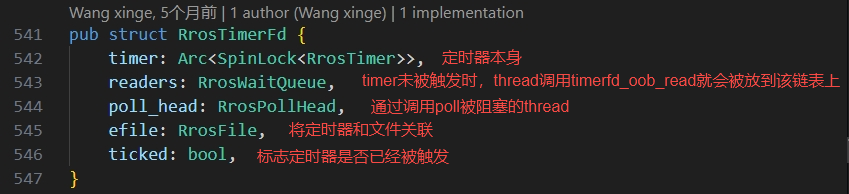 Wang xinge, 5个月前 | 1 author (Wang xinge) | 1 implementation
541 pub struct RrosTimerFd {
542 timer: Arc<SpinLock<RrosTimer>>, 定时器本身
543 readers: RrosWaitQueue, timer未被触发时，thread调用timerfd_oob_read就会被放到该链表上
544 poll_head: RrosPollHead, 通过调用poll被阻塞的thread
545 efile: RrosFile, 将定时器和文件关联
546 ticked: bool, 标志定时器是否已经被触发
547 }